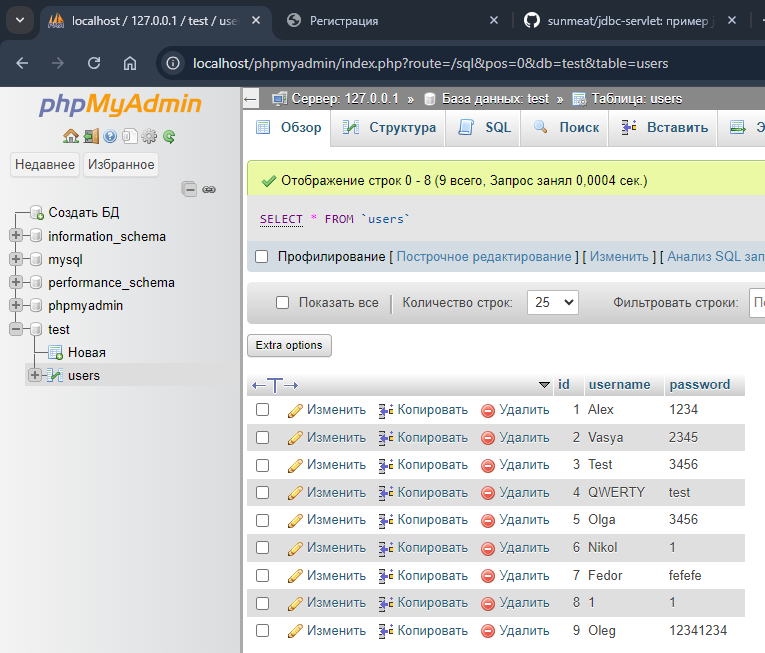 localhost / 127.0.0.1 / test / use
Регистрация
sunmeat/jdbc-servlet: пример
localhost/phpmyadmin/index.php?route=/sql&pos=0&db=test&table=users
phpMyAdmin
Недавнее Избранное
Создать БД
information_schema
mysql
performance_schema
phpmyadmin
test
Новая
users
Сервер: 127.0.0.1 » База данных: test » Таблица: users
Обзор Структура SQL Поиск Вставить Э
Отображение строк 0 - 8 (9 всего, Запрос занял 0,0004 сек.)
SELECT * FROM `users`
Профилирование [ Построчное редактирование ] [ Изменить ] [ Анализ SQL зап
Показать все Количество строк: 25 Фильтровать строки: По
Extra options
id username password
Изменить Копировать Удалить 1 Alex 1234
Изменить Копировать Удалить 2 Vasya 2345
Изменить Копировать Удалить 3 Test 3456
Изменить Копировать Удалить 4 QWERTY test
Изменить Копировать Удалить 5 Olga 3456
Изменить Копировать Удалить 6 Nikol 1
Изменить Копировать Удалить 7 Fedor fefefe
Изменить Копировать Удалить 8 1 1
Изменить Копировать Удалить 9 Oleg 12341234